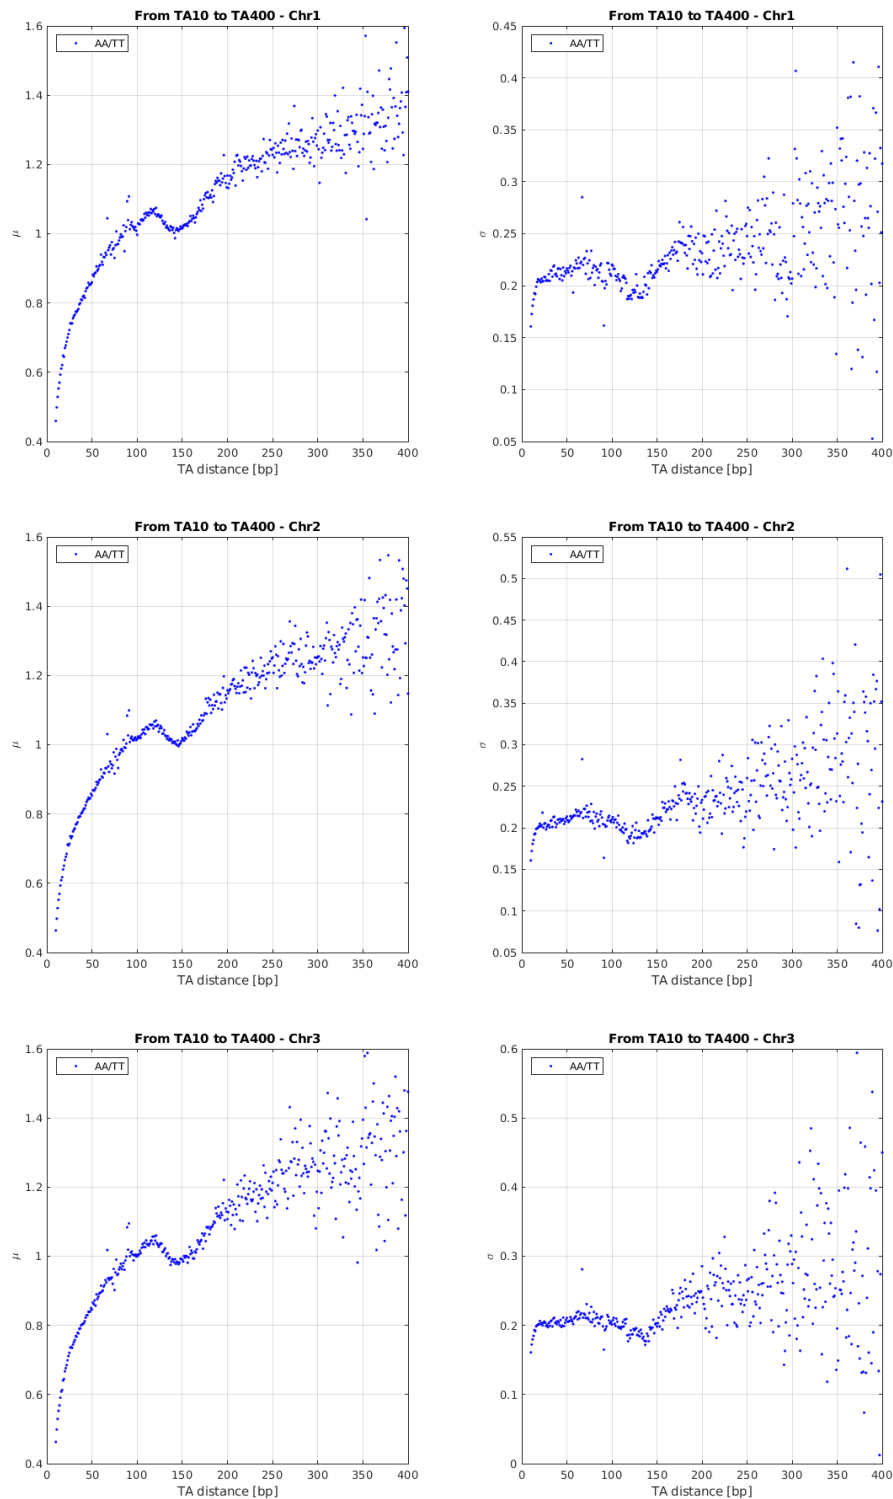 From TA10 to TA400 - Chr1
AA/TT
1.6
1.4
1.2
1
0.8
0.6
0.4
μ
0 50 100 150 200 250 300 350 400
TA distance [bp]
From TA10 to TA400 - Chr1
AA/TT
0.45
0.4
0.35
0.3
0.25
0.2
0.15
0.1
0.05
σ
0 50 100 150 200 250 300 350 400
TA distance [bp]
From TA10 to TA400 - Chr2
AA/TT
1.6
1.4
1.2
1
0.8
0.6
0.4
μ
0 50 100 150 200 250 300 350 400
TA distance [bp]
From TA10 to TA400 - Chr2
AA/TT
0.55
0.5
0.45
0.4
0.35
0.3
0.25
0.2
0.15
0.1
0.05
σ
0 50 100 150 200 250 300 350 400
TA distance [bp]
From TA10 to TA400 - Chr3
AA/TT
1.6
1.4
1.2
1
0.8
0.6
0.4
μ
0 50 100 150 200 250 300 350 400
TA distance [bp]
From TA10 to TA400 - Chr3
AA/TT
0.6
0.5
0.4
0.3
0.2
0.1
0
σ
0 50 100 150 200 250 300 350 400
TA distance [bp]